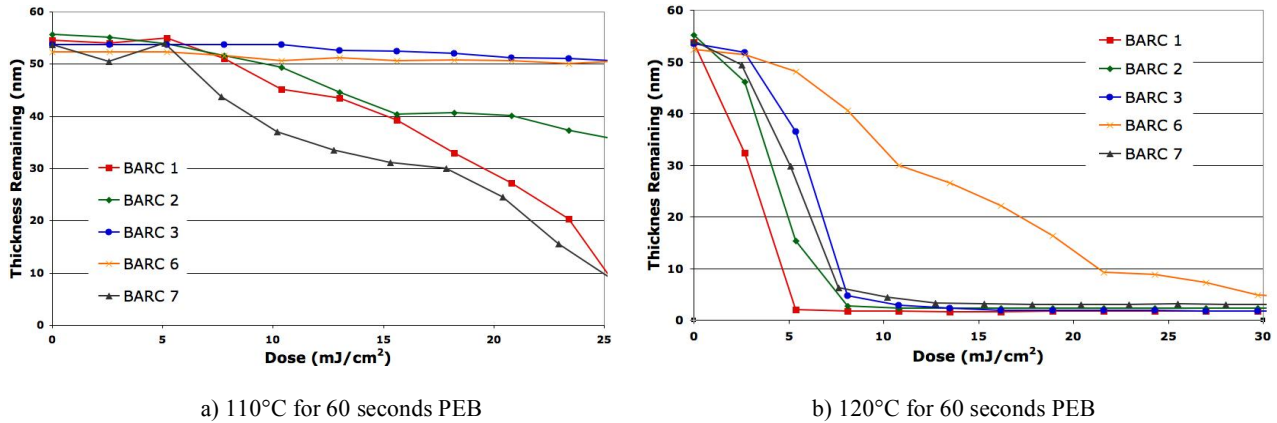 Thickness Remaining (nm)
60
50
40
30
20
10
0
BARC 1
BARC 2
BARC 3
BARC 6
BARC 7
0
5
10
15
20
25
Dose (mJ/cm²)
a) 110°C for 60 seconds PEB
Thicknes Remaining (nm)
60
50
40
30
20
10
0
BARC 1
BARC 2
BARC 3
BARC 6
BARC 7
0
5
10
15
20
25
30
Dose (mJ/cm²)
b) 120°C for 60 seconds PEB